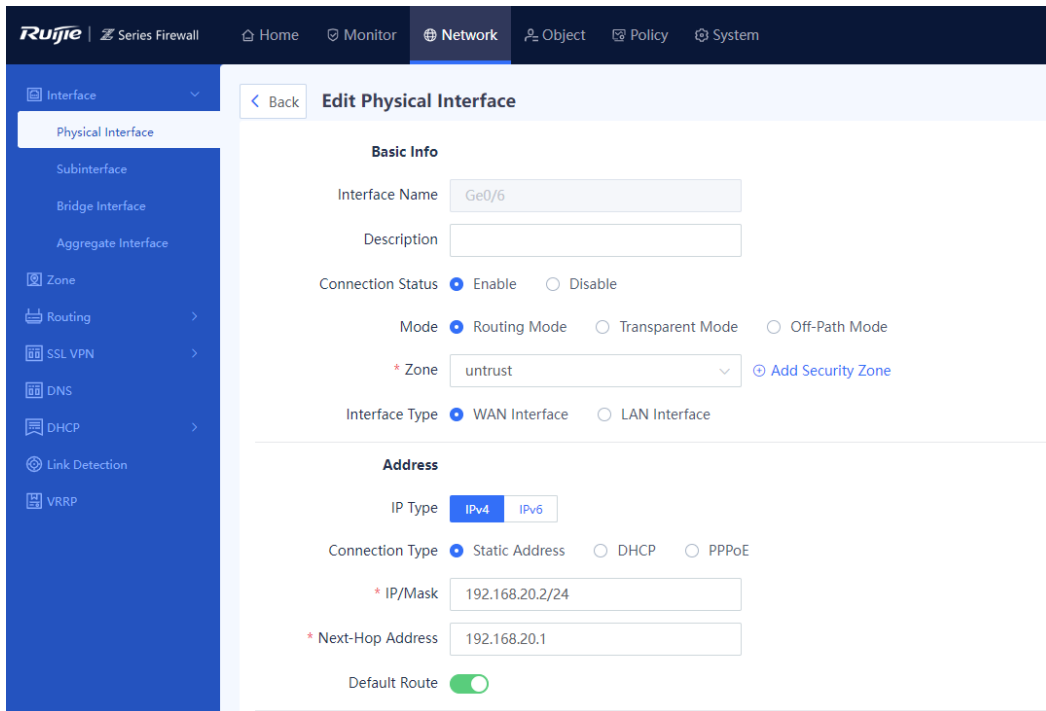 Ruijie | Z Series Firewall Home Monitor Network Object Policy System
Interface
Physical Interface
Subinterface
Bridge Interface
Aggregate Interface
Zone
Routing
SSL VPN
DNS
DHCP
Link Detection
VRRP
Back Edit Physical Interface
Basic Info
Interface Name Ge0/6
Description
Connection Status Enable Disable
Mode Routing Mode Transparent Mode Off-Path Mode
* Zone untrust Add Security Zone
Interface Type WAN Interface LAN Interface
Address
IP Type IPv4 IPv6
Connection Type Static Address DHCP PPPoE
* IP/Mask 192.168.20.2/24
* Next-Hop Address 192.168.20.1
Default Route